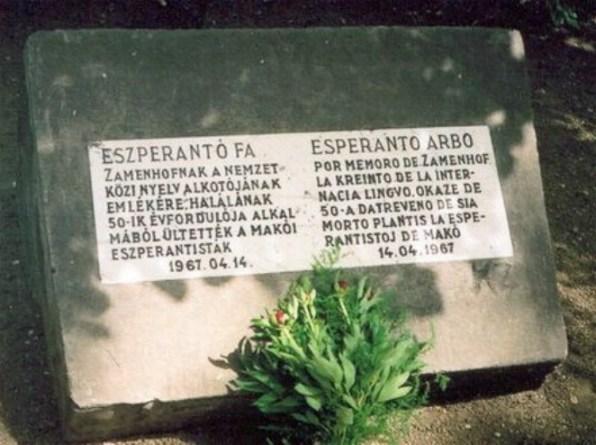 ESZPERANTÓ FA
ZAMENHOFNAK A NEMZET-
KÖZI NYELV ALKOTÓJÁNAK
EMLÉKÉRE, HALÁLÁNAK
50-IK ÉVFORDULÓJA ALKAL-
MÁBÓL ÜLTETTÉK A MAKÓI
ESZPERANTISTÁK
1967. 04. 14.
ESPERANTO ARBO
POR MEMORO DE ZAMENHOF
LA KREINTO DE LA INTER-
NACIA LINGVO. OKAZE DE
50-A DATREVENO DE SIA
MORTO PLANTIS LA ESPE-
RANTISTOJ DE MAKÓ
14. 04. 1967